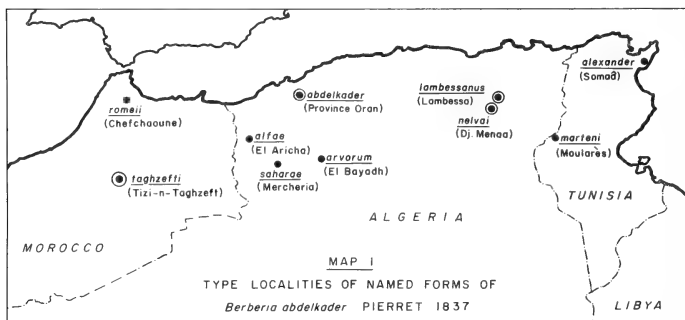 alexander
(Somaâ)
abdelkader
(Province Oran)
lambessanus
(Lambessa)
romeii
(Chefchaoune)
nelvai
(Dj. Menaa)
alfae
(El Aricha)
arvorum
(El Bayadh)
marteni
(Moularès)
saharae
(Mercheria)
taghzefti
(Tizi-n-Taghzeft)
TUNISIA
ALGERIA
MOROCCO
MAP I
TYPE LOCALITIES OF NAMED FORMS OF
Berberia abdelkader PIERRET 1837
LIBYA